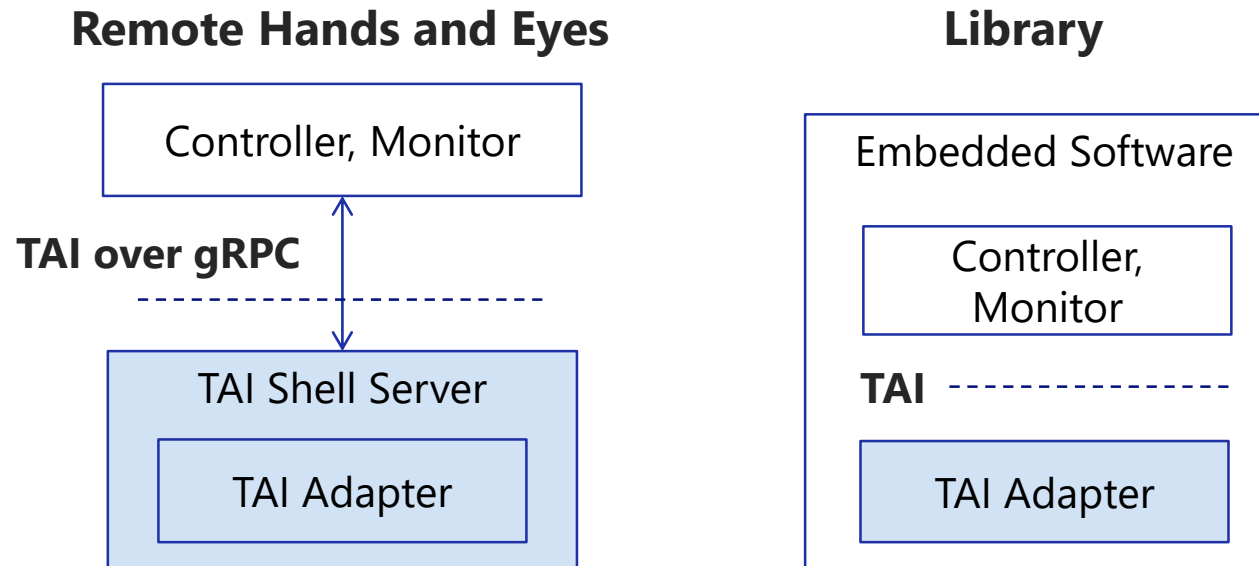 Remote Hands and Eyes
Controller, Monitor
TAI over gRPC
TAI Shell Server
TAI Adapter
Library
Embedded Software
Controller,
Monitor
TAI
TAI Adapter